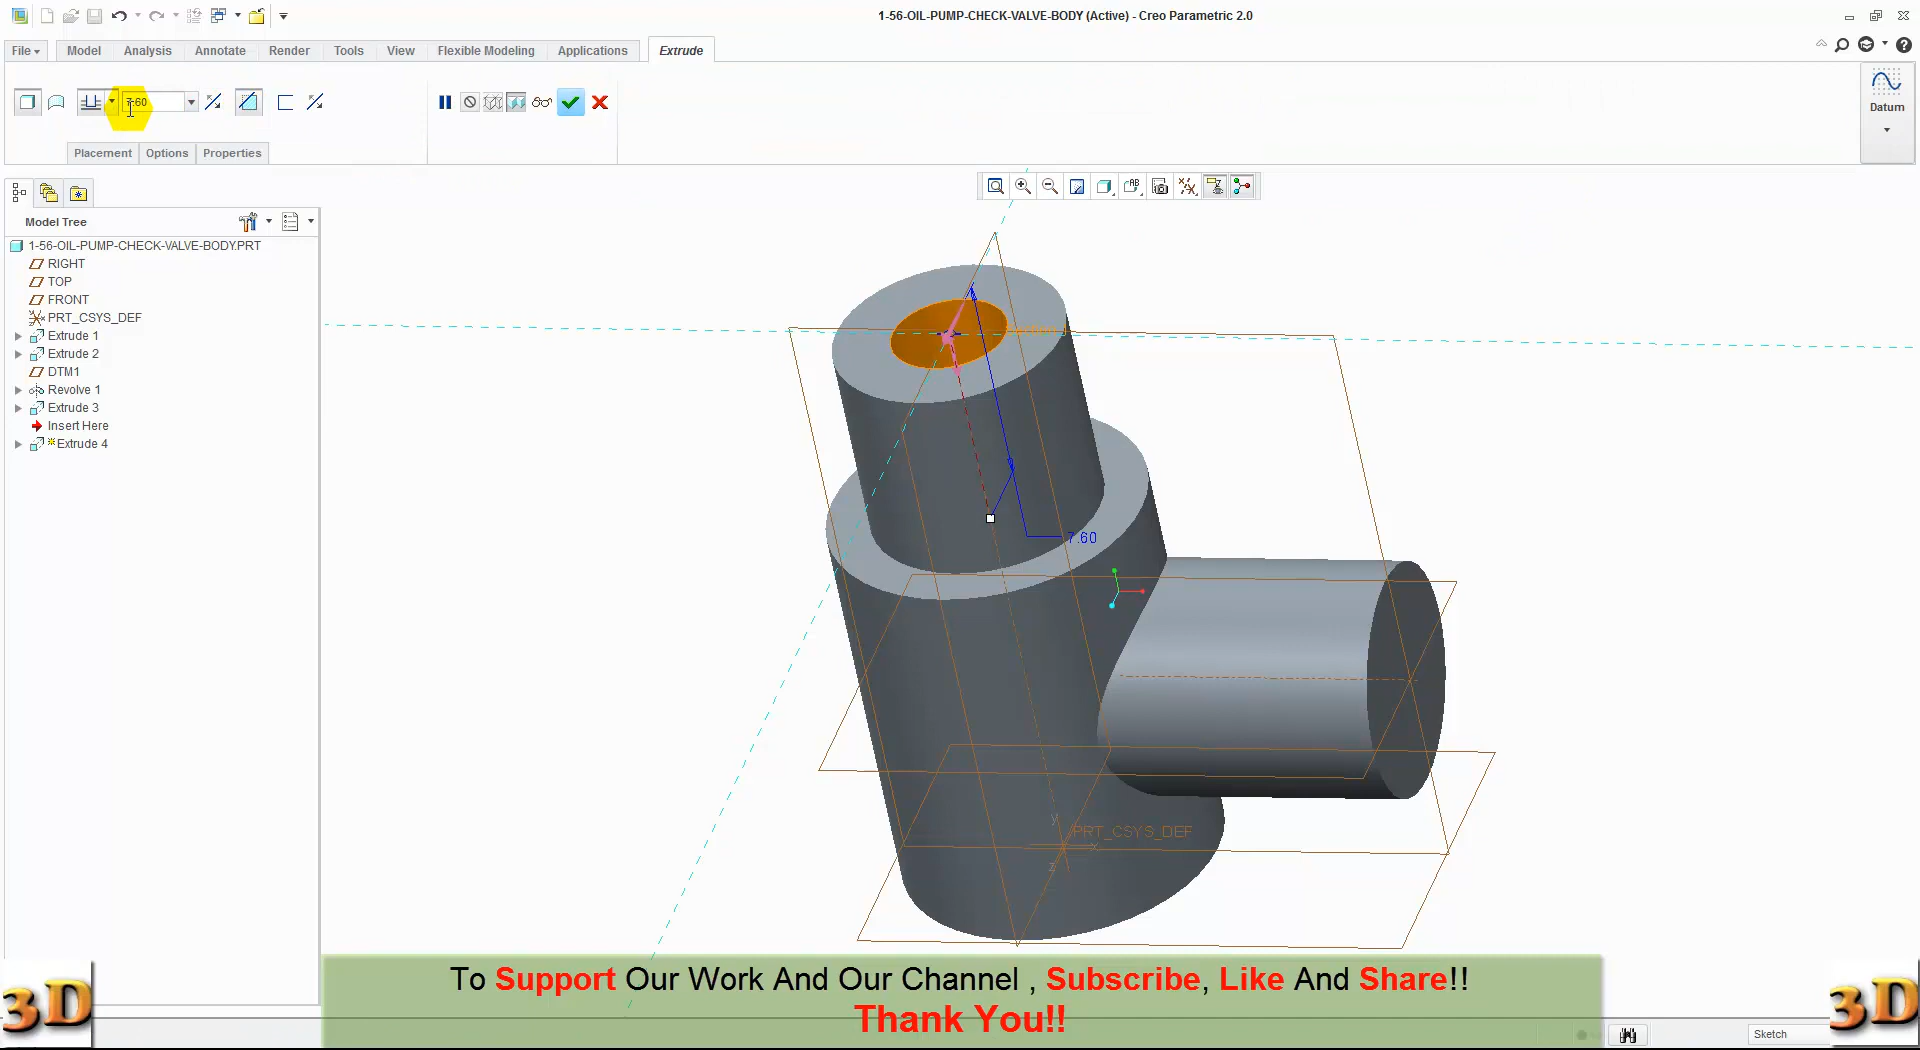 1-56-OIL-PUMP-CHECK-VALVE-BODY (Active) - Creo Parametric 2.0
File Model Analysis Annotate Render Tools View Flexible Modeling Applications Extrude
7.60
Datum
Placement Options Properties
Model Tree
1-56-OIL-PUMP-CHECK-VALVE-BODY.PRT
RIGHT
TOP
FRONT
PRT_CSYS_DEF
Extrude 1
Extrude 2
DTM1
Revolve 1
Extrude 3
Insert Here
Extrude 4
7.60
y
PRT_CSYS_DEF
z
To Support Our Work And Our Channel , Subscribe, Like And Share!!
Thank You!!
3D
3D
Sketch